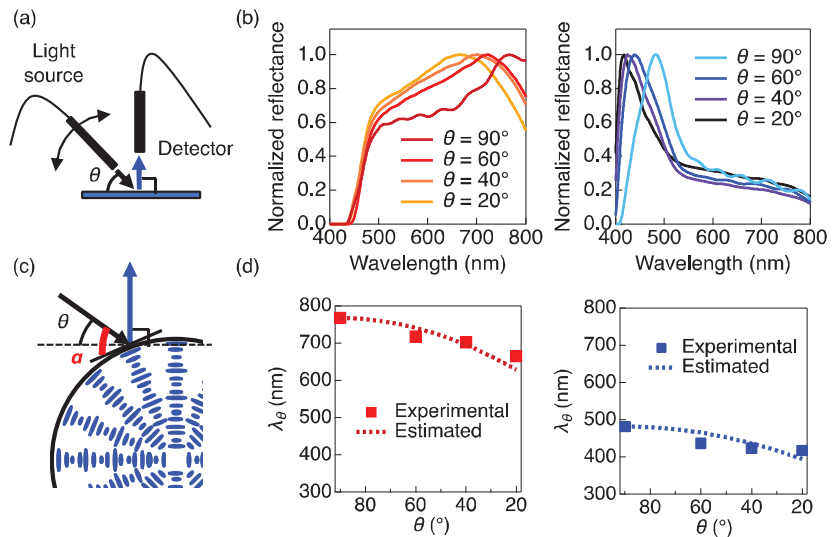 (a)
Light
source
Detector
θ
(b)
Normalized reflectance
1.0
0.8
0.6
0.4
0.2
0.0
400 500 600 700 800
Wavelength (nm)
θ = 90°
θ = 60°
θ = 40°
θ = 20°
Normalized reflectance
1.0
0.8
0.6
0.4
0.2
0.0
400 500 600 700 800
Wavelength (nm)
θ = 90°
θ = 60°
θ = 40°
θ = 20°
(c)
θ
α
(d)
λθ (nm)
800
700
600
500
400
300
80 60 40 20
θ (°)
Experimental
Estimated
λθ (nm)
800
700
600
500
400
300
80 60 40 20
θ (°)
Experimental
Estimated